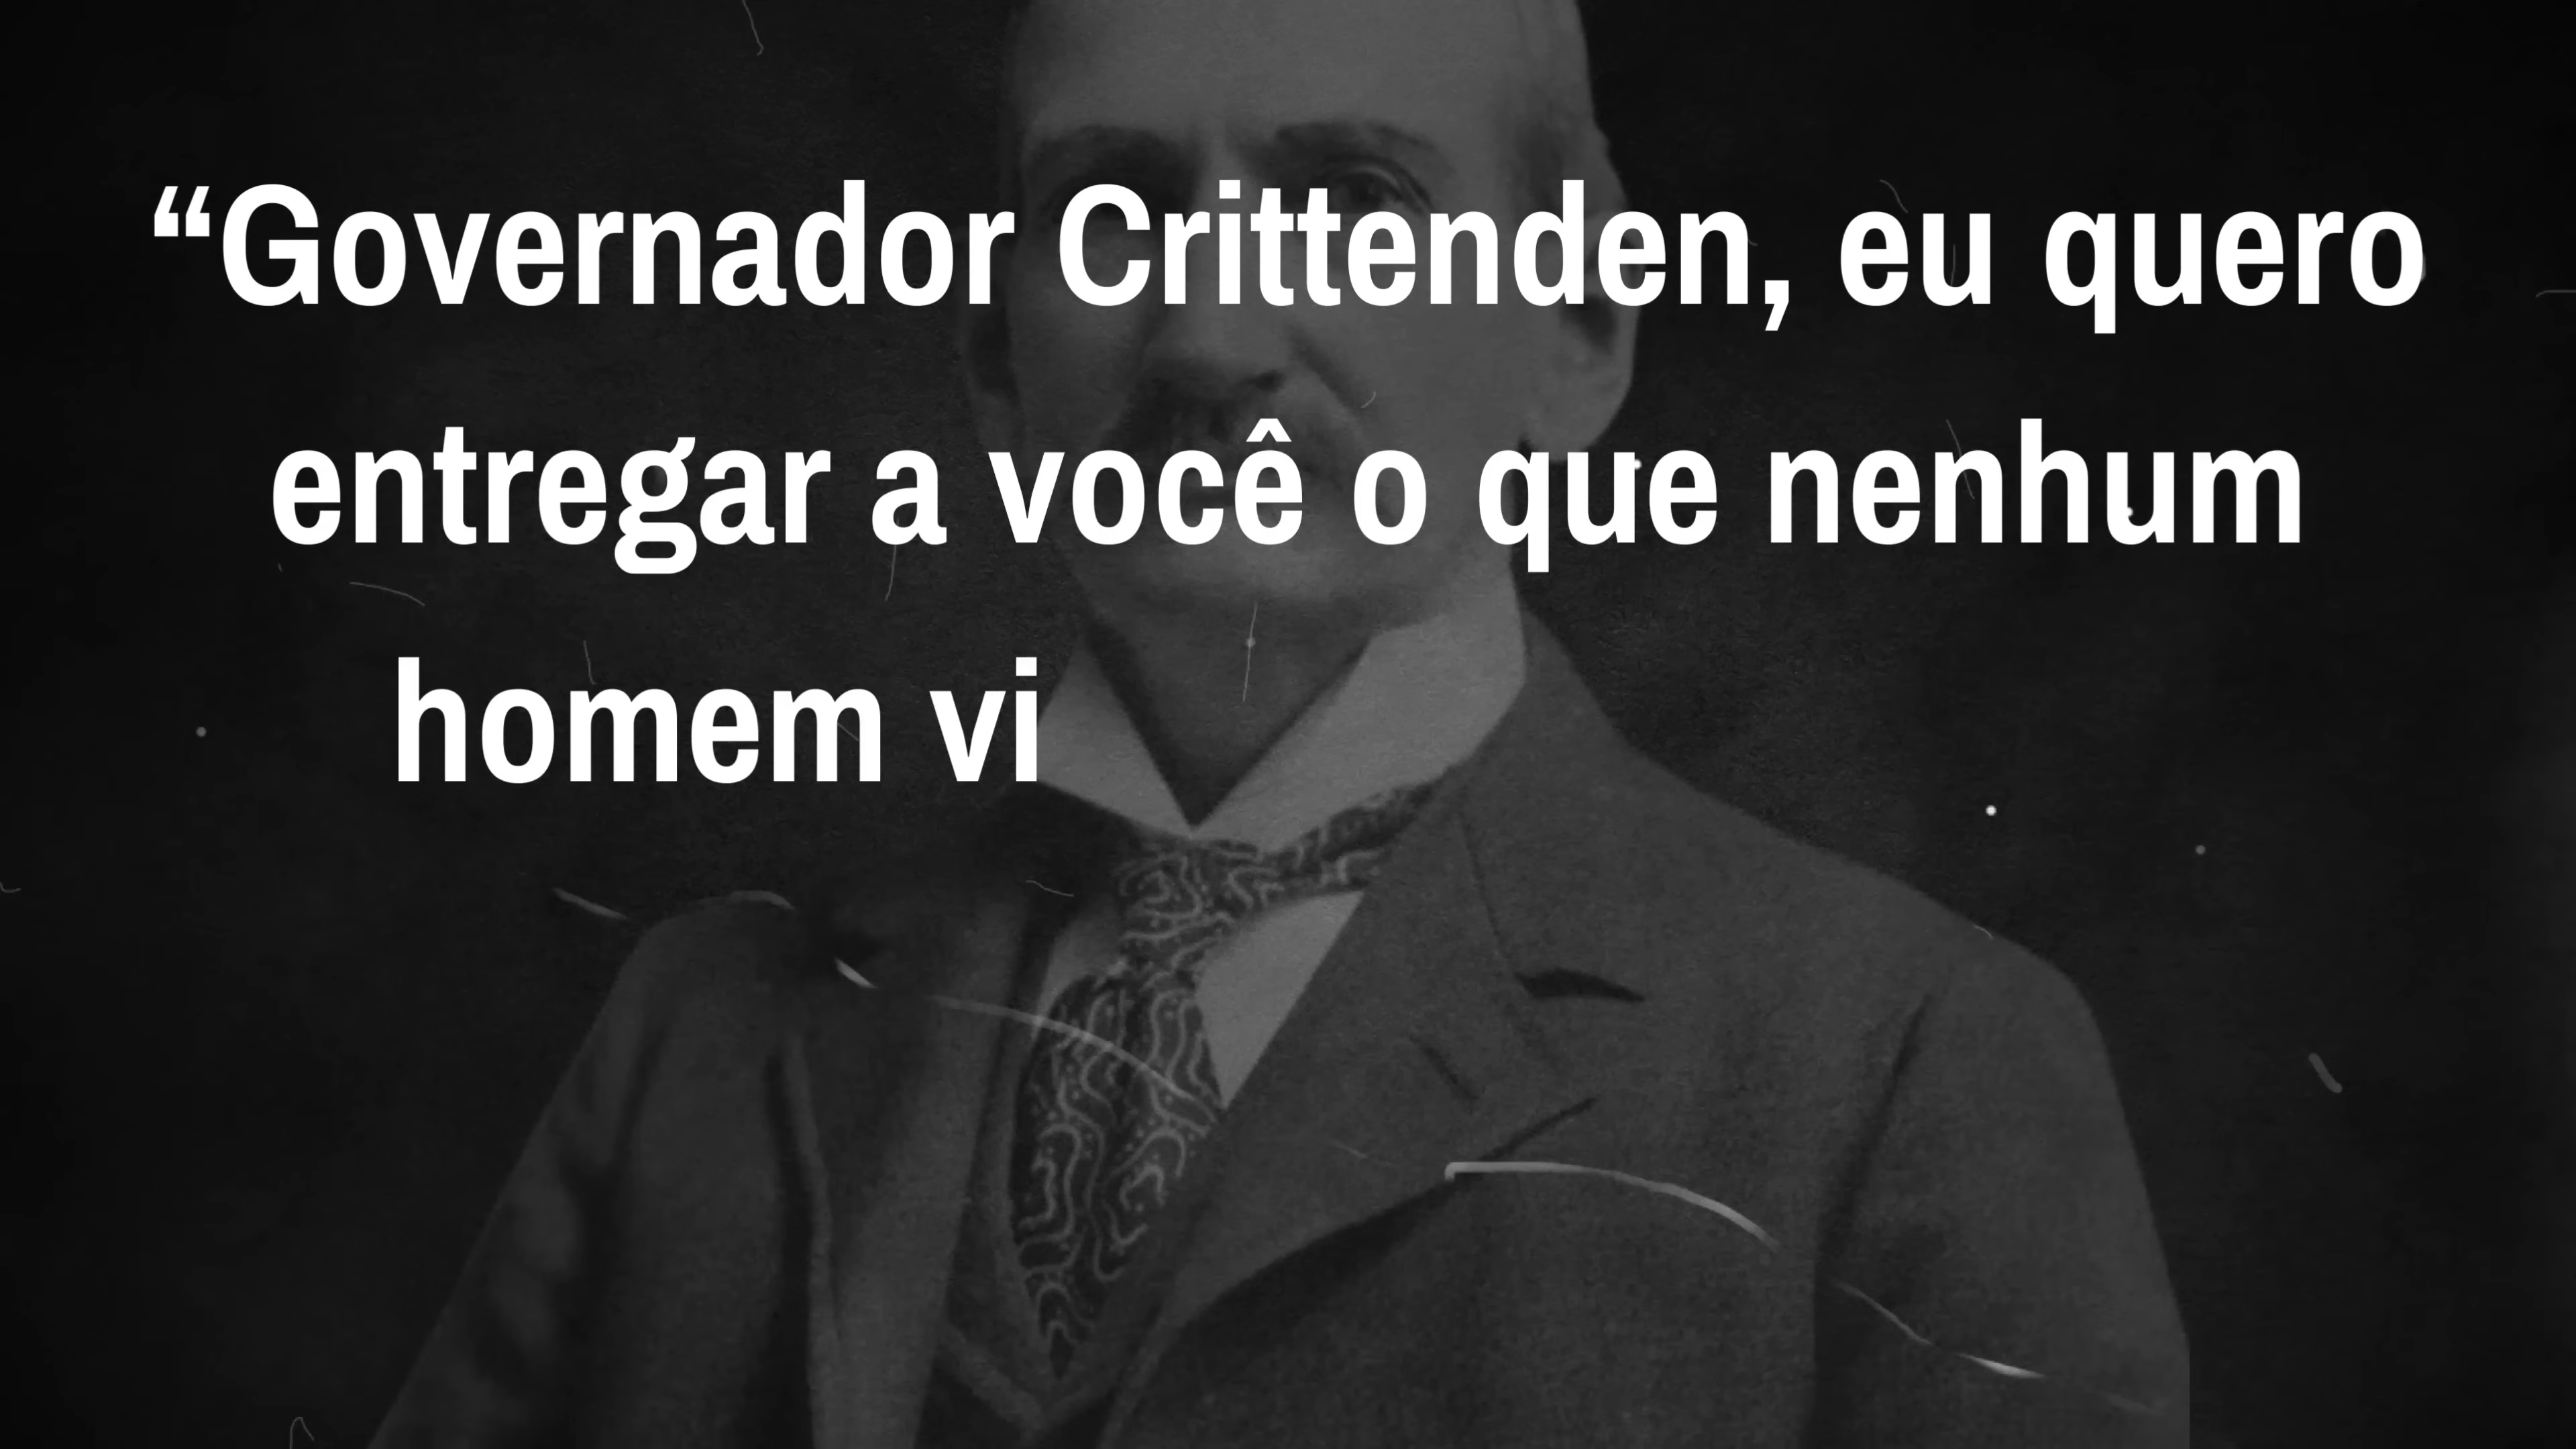 “Governador Crittenden, eu quero
entregar a você o que nenhum
homem vi